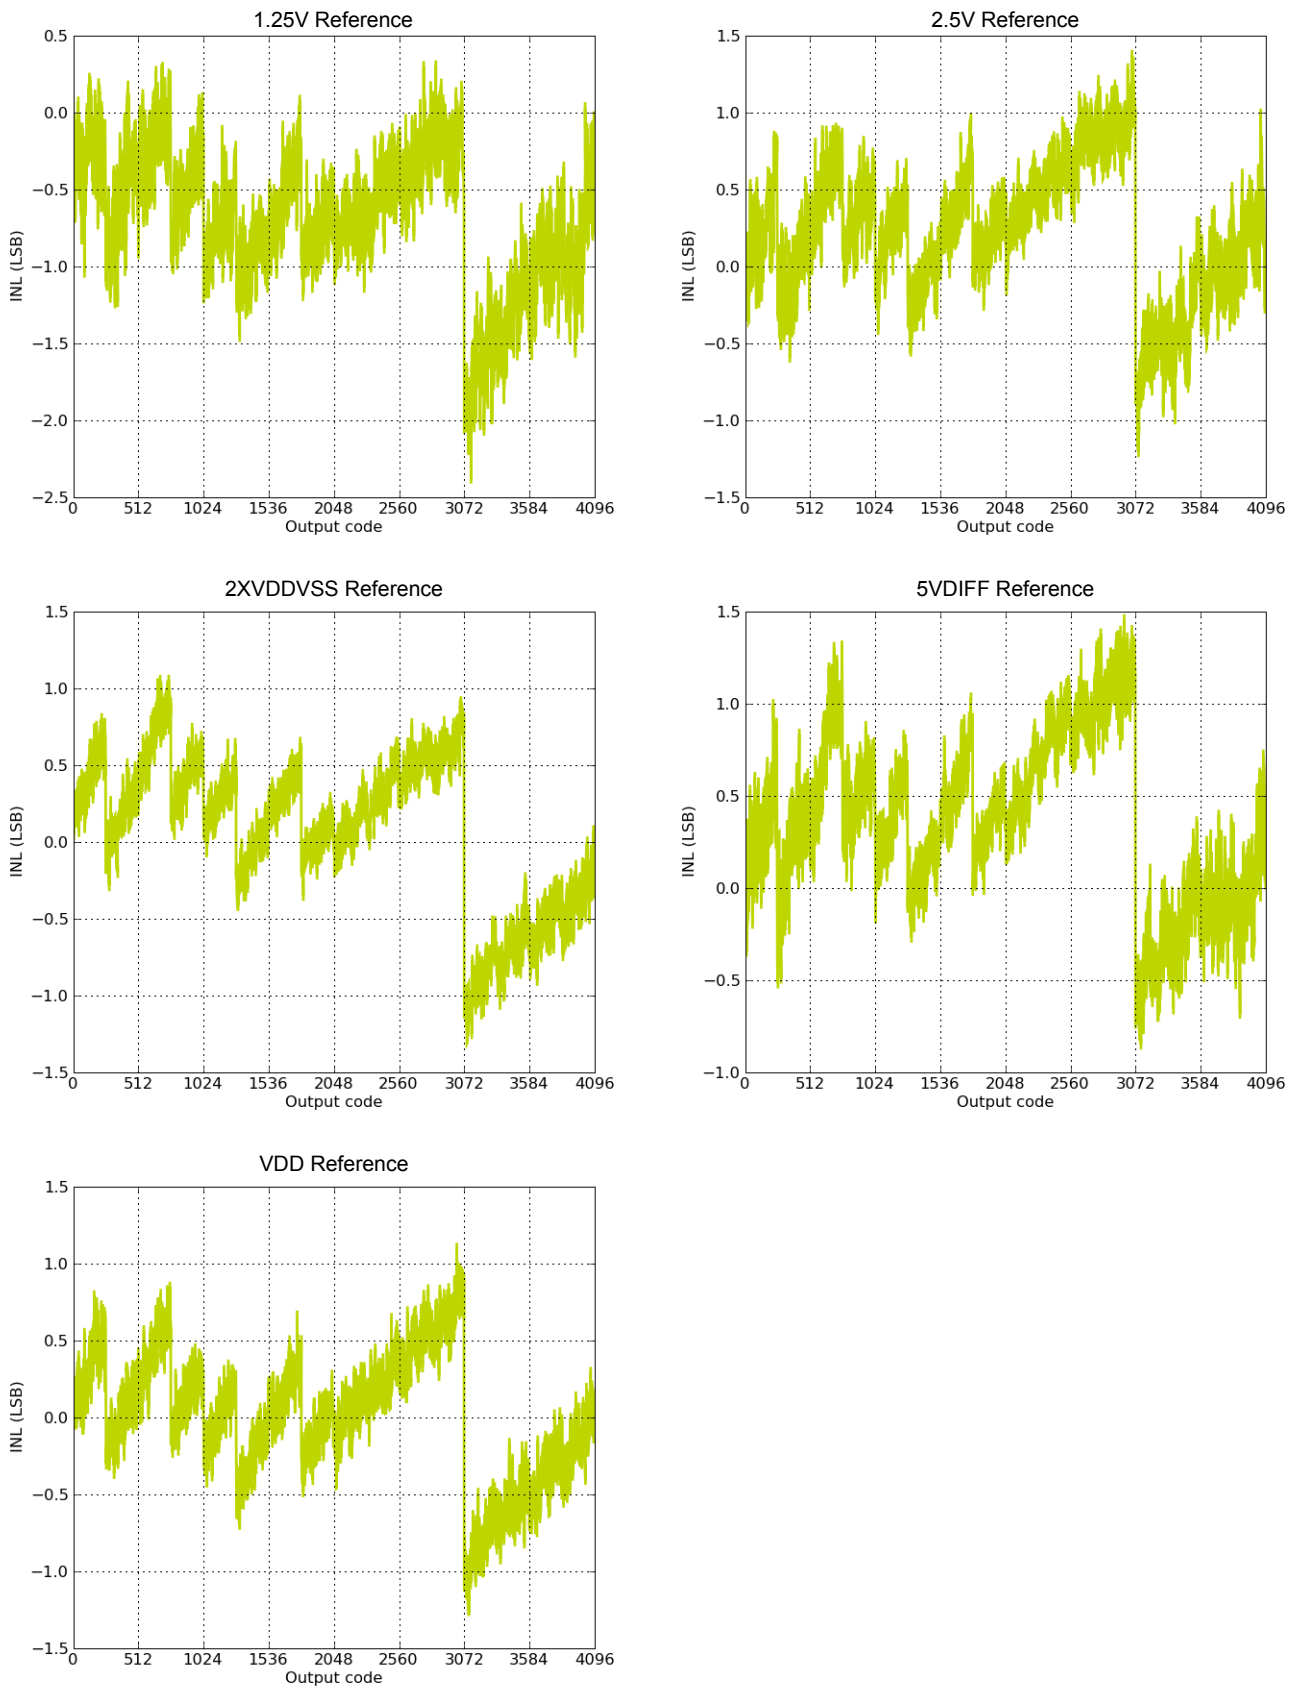 1.25V Reference
0.5
0.0
−0.5
−1.0
−1.5
−2.0
−2.5
INL (LSB)
0 512 1024 1536 2048 2560 3072 3584 4096
Output code
2.5V Reference
1.5
1.0
0.5
0.0
−0.5
−1.0
−1.5
INL (LSB)
0 512 1024 1536 2048 2560 3072 3584 4096
Output code
2XVDDVSS Reference
1.5
1.0
0.5
0.0
−0.5
−1.0
−1.5
INL (LSB)
0 512 1024 1536 2048 2560 3072 3584 4096
Output code
5VDIFF Reference
1.5
1.0
0.5
0.0
−0.5
−1.0
INL (LSB)
0 512 1024 1536 2048 2560 3072 3584 4096
Output code
VDD Reference
1.5
1.0
0.5
0.0
−0.5
−1.0
−1.5
INL (LSB)
0 512 1024 1536 2048 2560 3072 3584 4096
Output code